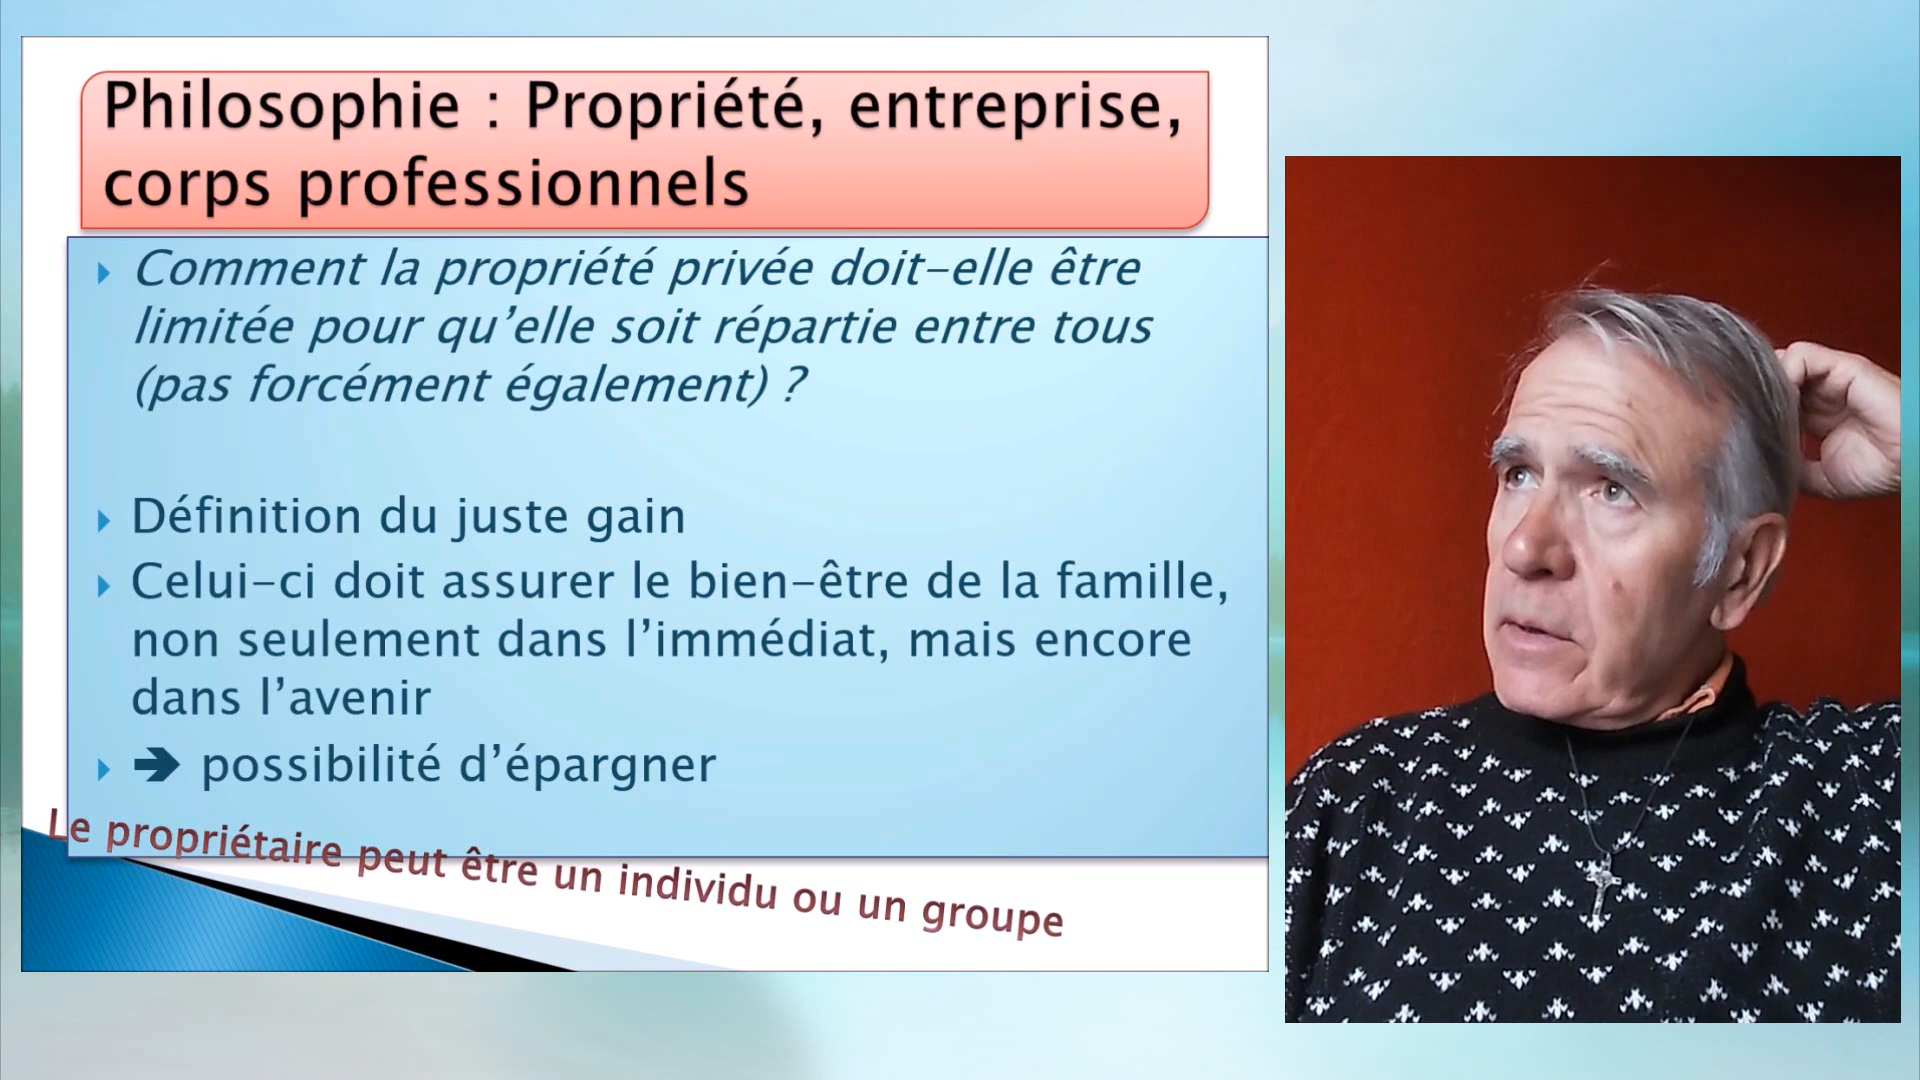 Philosophie : Propriété, entreprise,
corps professionnels
Comment la propriété privée doit-elle être
limitée pour qu’elle soit répartie entre tous
(pas forcément également) ?
Définition du juste gain
Celui-ci doit assurer le bien-être de la famille,
non seulement dans l’immédiat, mais encore
dans l’avenir
➔ possibilité d’épargner
Le propriétaire peut être un individu ou un groupe